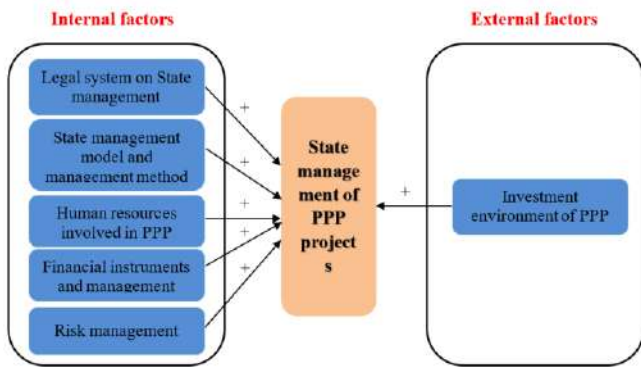 Internal factors
External factors
Legal system on State
management
+
State management
model and
management method
+
Human resources
involved in PPP
+
Financial instruments
and management
+
Risk management
+
State
manage
ment of
PPP
project
s
+
Investment
environment of PPP